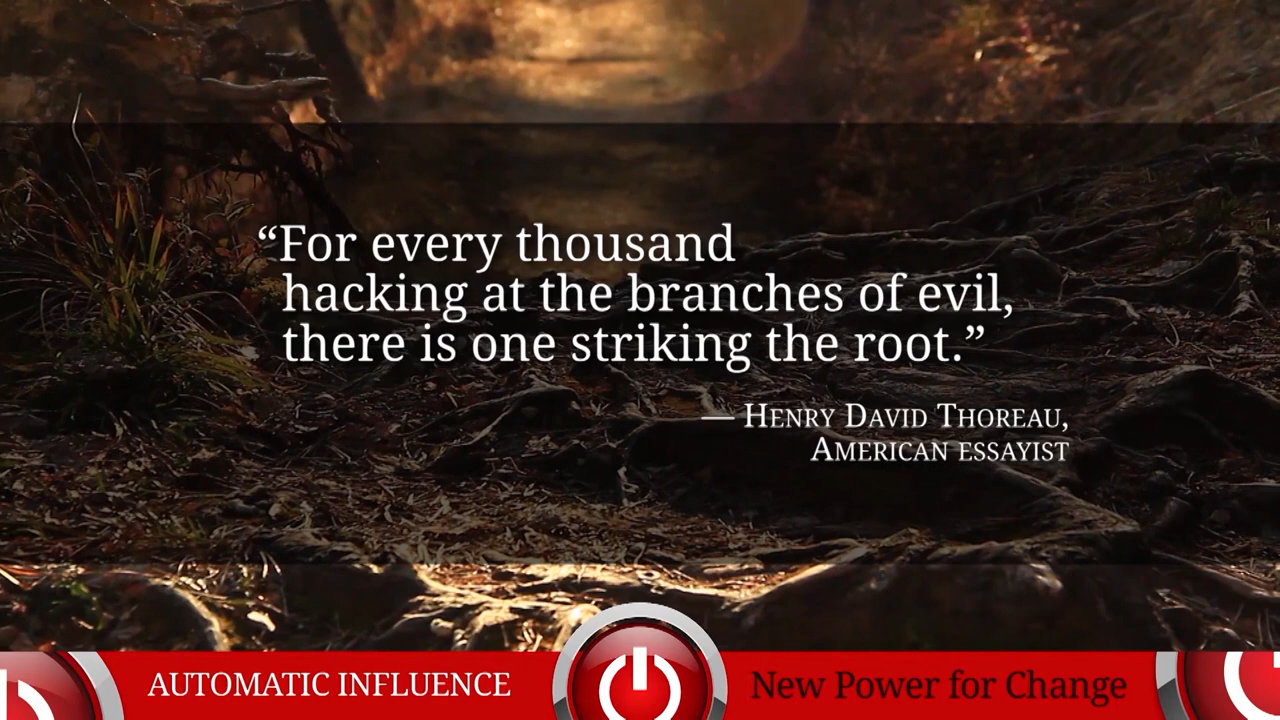 “For every thousand
hacking at the branches of evil,
there is one striking the root.”
— Henry David Thoreau,
American essayist
AUTOMATIC INFLUENCE
New Power for Change